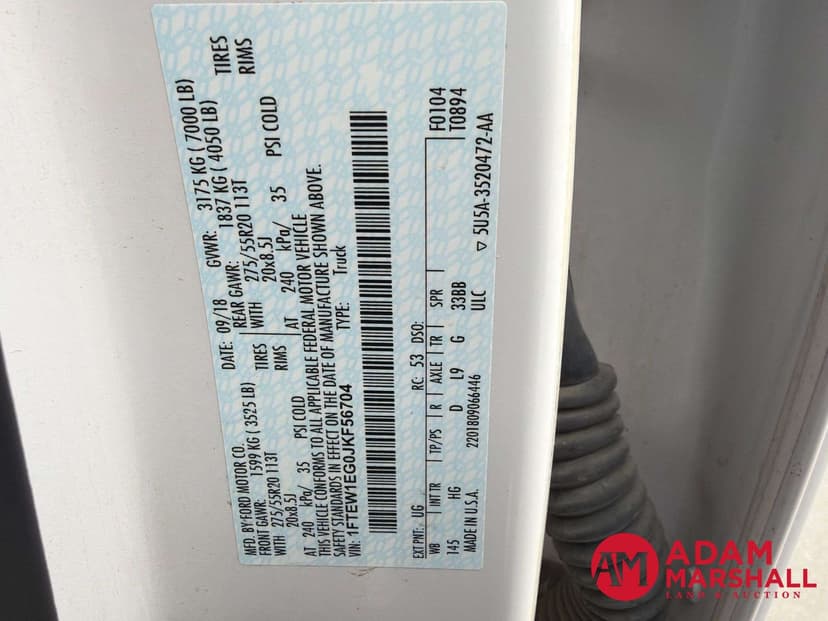 MFD. BY FORD MOTOR CO.
DATE: 09/18 GVWR: 3175 KG ( 7000 LB)
FRONT GAWR: 1599 KG ( 3525 LB) REAR GAWR: 1837 KG ( 4050 LB)
275/55R20 113T TIRES WITH 275/55R20 113T TIRES
20x8.5J RIMS 20x8.5J RIMS
AT 240 kPa/ 35 PSI COLD AT 240 kPa/ 35 PSI COLD
THIS VEHICLE CONFORMS TO ALL APPLICABLE FEDERAL MOTOR VEHICLE
SAFETY STANDARDS IN EFFECT ON THE DATE OF MANUFACTURE SHOWN ABOVE.
VIN: 1FTEW1EG0JKF56704 TYPE: Truck
F0104
T0894
EXT PNT: UG RC: 53 DSO:
WB INT TR TP/PS R AXLE TR SPR
145 HG D L9 G 33BB
MADE IN U.S.A. 2201809066446 ULC
▽ 5U5A-3520472-AA
AM ADAM
MARSHALL
LAND & AUCTION